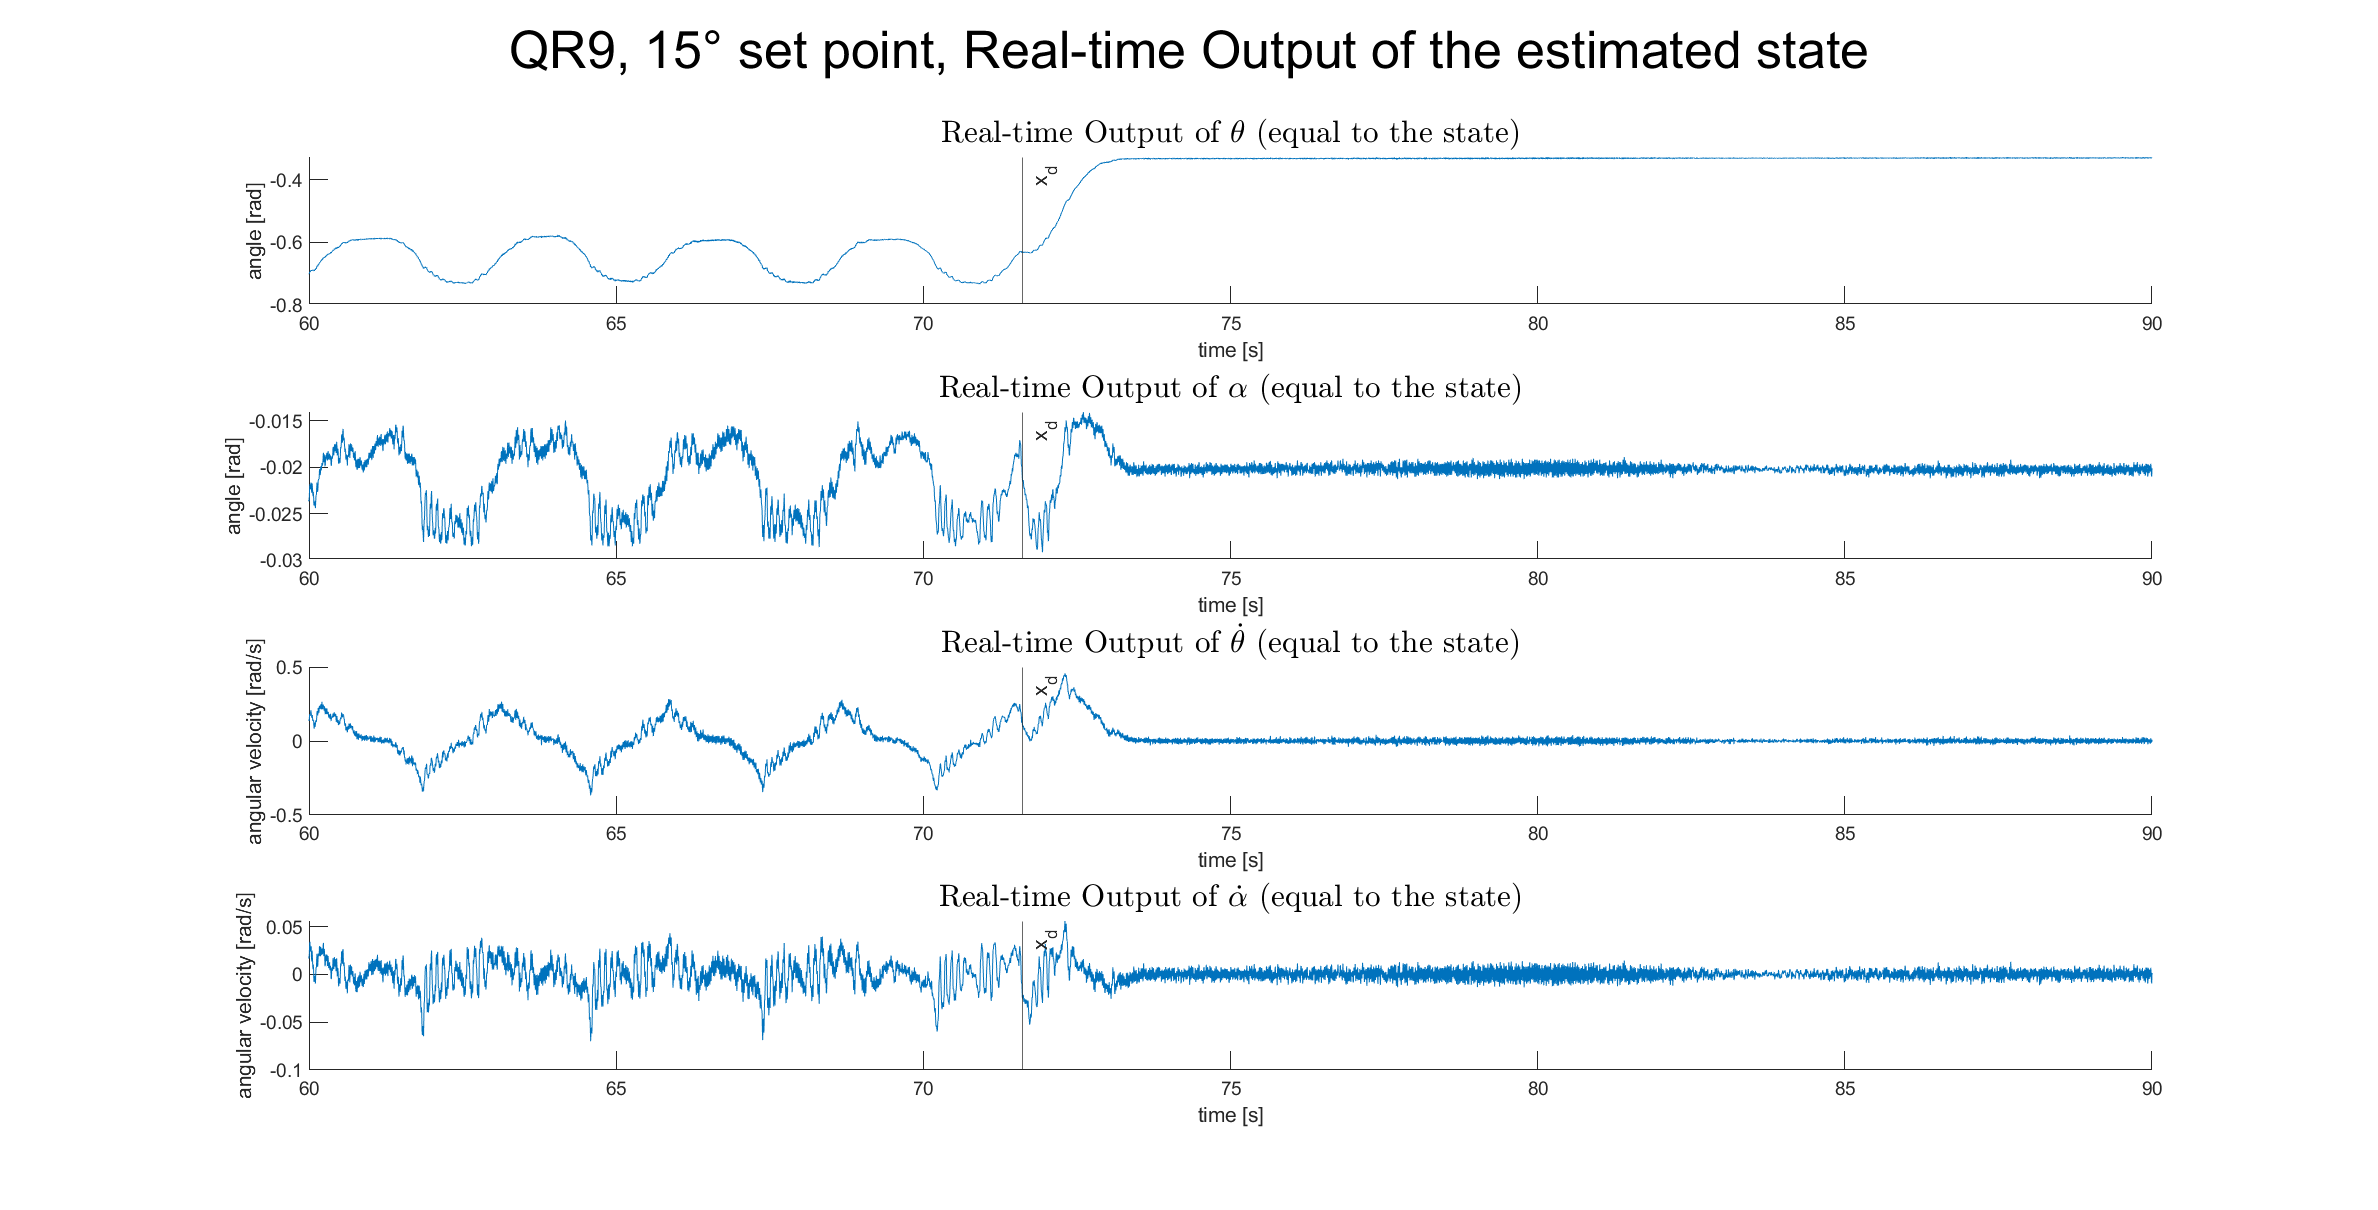 QR9, 15° set point, Real-time Output of the estimated state
Real-time Output of θ (equal to the state)
angle [rad]
-0.4
-0.6
-0.8
x_d
60 65 70 75 80 85 90
time [s]
Real-time Output of α (equal to the state)
angle [rad]
-0.015
-0.02
-0.025
-0.03
x_d
60 65 70 75 80 85 90
time [s]
Real-time Output of θ̇ (equal to the state)
angular velocity [rad/s]
0.5
0
-0.5
x_d
60 65 70 75 80 85 90
time [s]
Real-time Output of α̇ (equal to the state)
angular velocity [rad/s]
0.05
0
-0.05
-0.1
x_d
60 65 70 75 80 85 90
time [s]